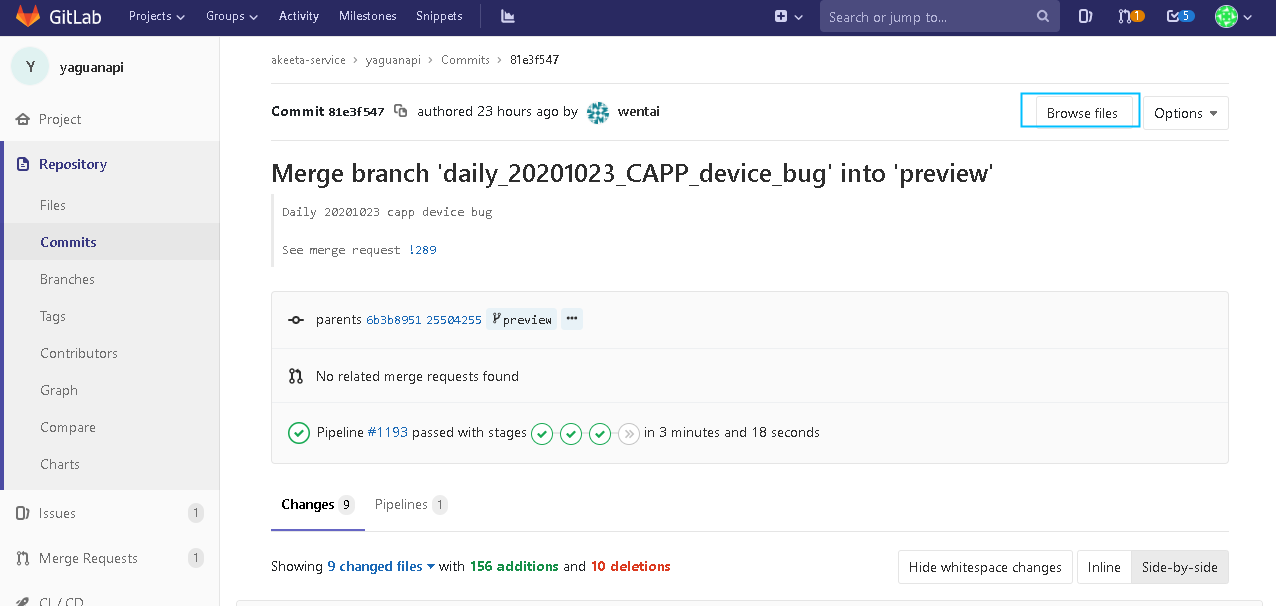 GitLab Projects Groups Activity Milestones Snippets Search or jump to... 1 5
Y yaguanapi
Project
Repository
Files
Commits
Branches
Tags
Contributors
Graph
Compare
Charts
Issues 1
Merge Requests 1
CI / CD
akeeta-service > yaguanapi > Commits > 81e3f547
Commit 81e3f547 authored 23 hours ago by wentai Browse files Options
Merge branch 'daily_20201023_CAPP_device_bug' into 'preview'
Daily 20201023 capp device bug
See merge request !289
parents 6b3b8951 25504255 preview ...
No related merge requests found
Pipeline #1193 passed with stages in 3 minutes and 18 seconds
Changes 9 Pipelines 1
Showing 9 changed files with 156 additions and 10 deletions Hide whitespace changes Inline Side-by-side